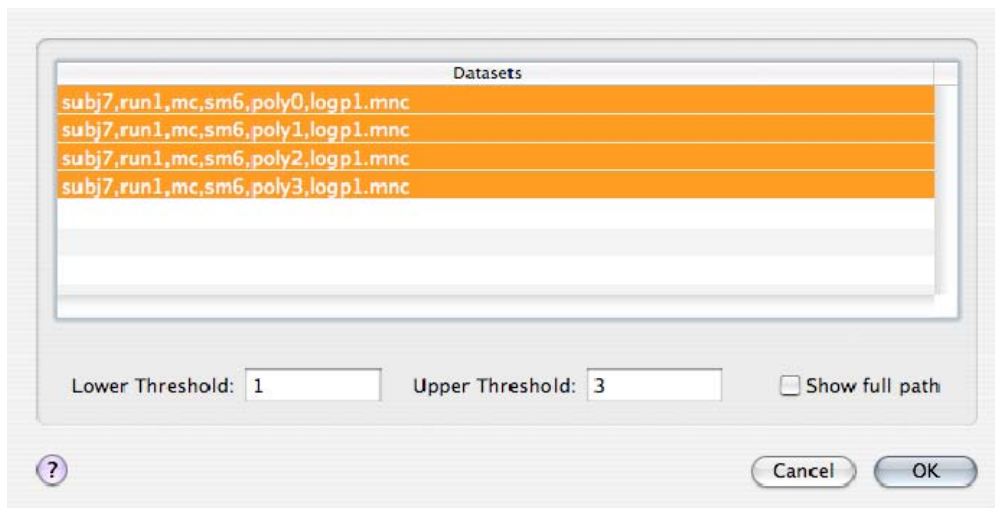 Datasets
subj7,run1,mc,sm6,poly0,logp1.mnc
subj7,run1,mc,sm6,poly1,logp1.mnc
subj7,run1,mc,sm6,poly2,logp1.mnc
subj7,run1,mc,sm6,poly3,logp1.mnc
Lower Threshold: 1 Upper Threshold: 3 Show full path
? Cancel OK